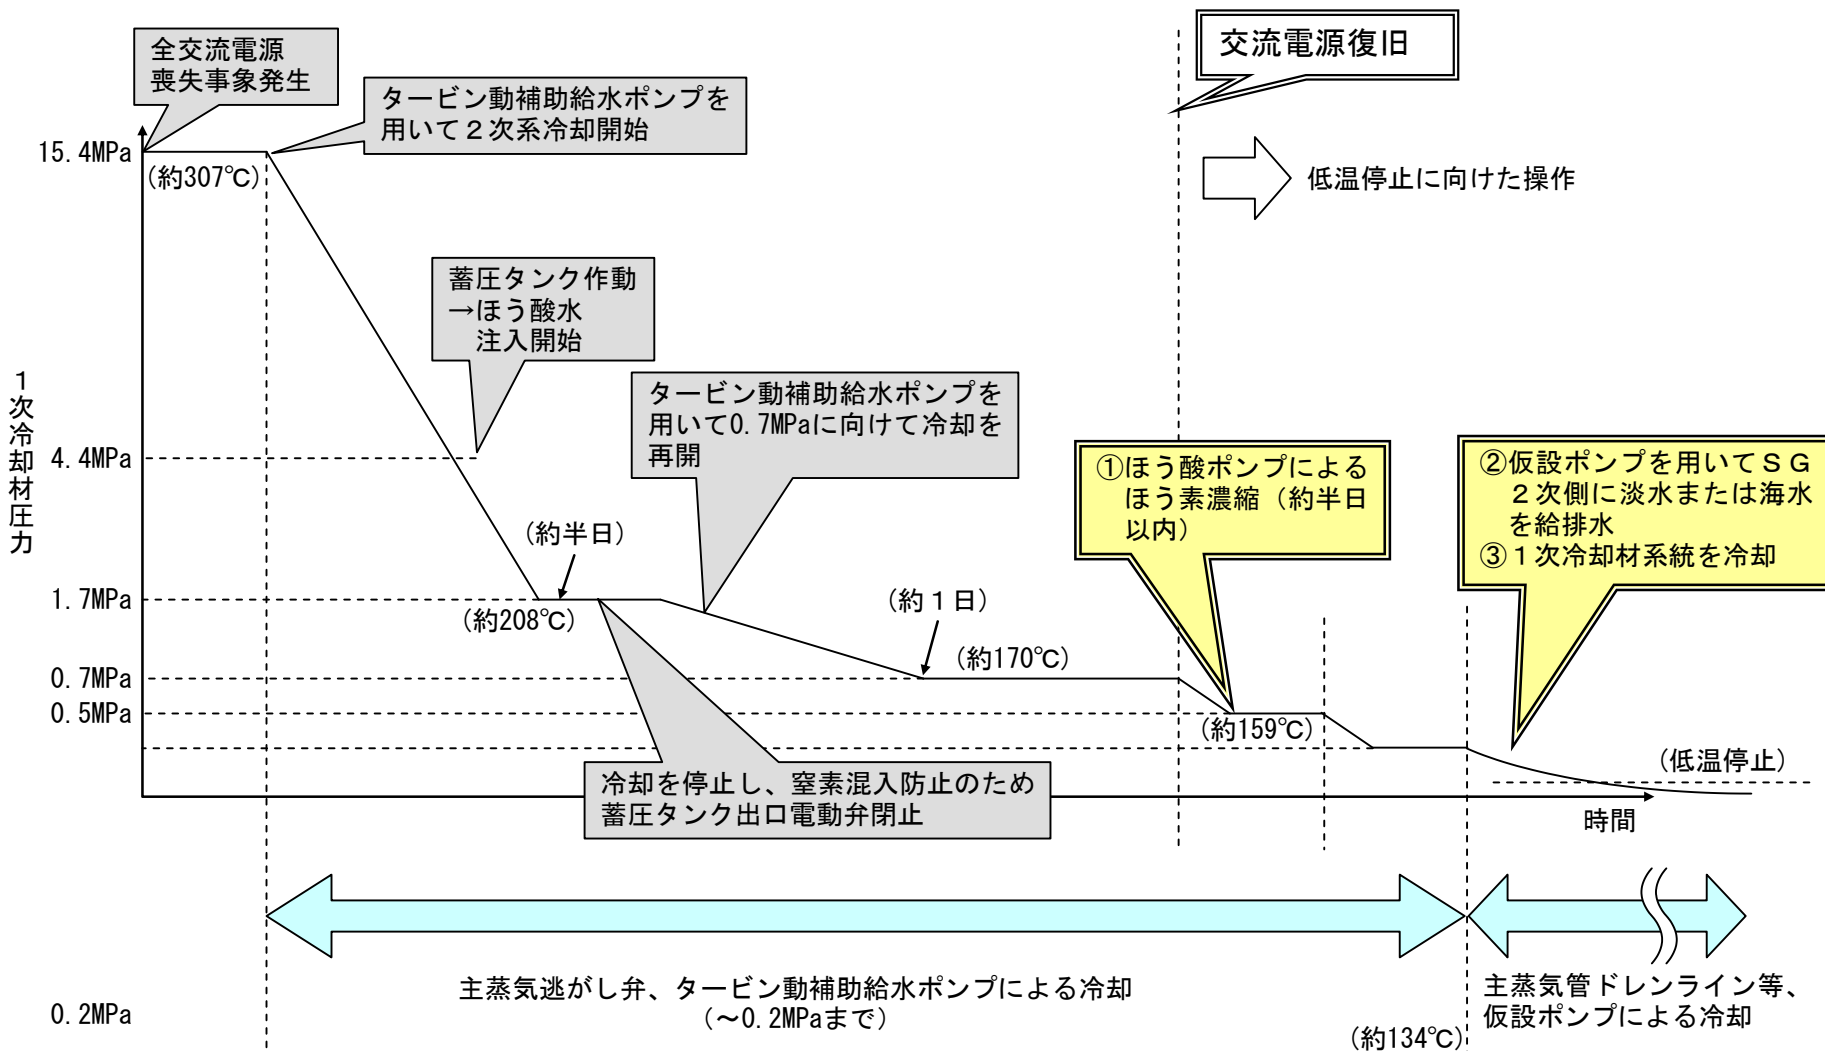 全交流電源
喪失事象発生
タービン動補助給水ポンプを
用いて２次系冷却開始
交流電源復旧
15.4MPa
(約307℃)
低温停止に向けた操作
蓄圧タンク作動
→ほう酸水
注入開始
タービン動補助給水ポンプを
用いて0.7MPaに向けて冷却を
再開
１次冷却材圧力
4.4MPa
①ほう酸ポンプによる
ほう素濃縮（約半日
以内）
②仮設ポンプを用いてＳＧ
２次側に淡水または海水
を給排水
③１次冷却材系統を冷却
（約半日）
1.7MPa
(約208℃)
（約１日）
(約170℃)
0.7MPa
0.5MPa
(約159℃)
冷却を停止し、窒素混入防止のため
蓄圧タンク出口電動弁閉止
（低温停止）
時間
主蒸気逃がし弁、タービン動補助給水ポンプによる冷却
（～0.2MPaまで）
主蒸気管ドレンライン等、
仮設ポンプによる冷却
0.2MPa
(約134℃)